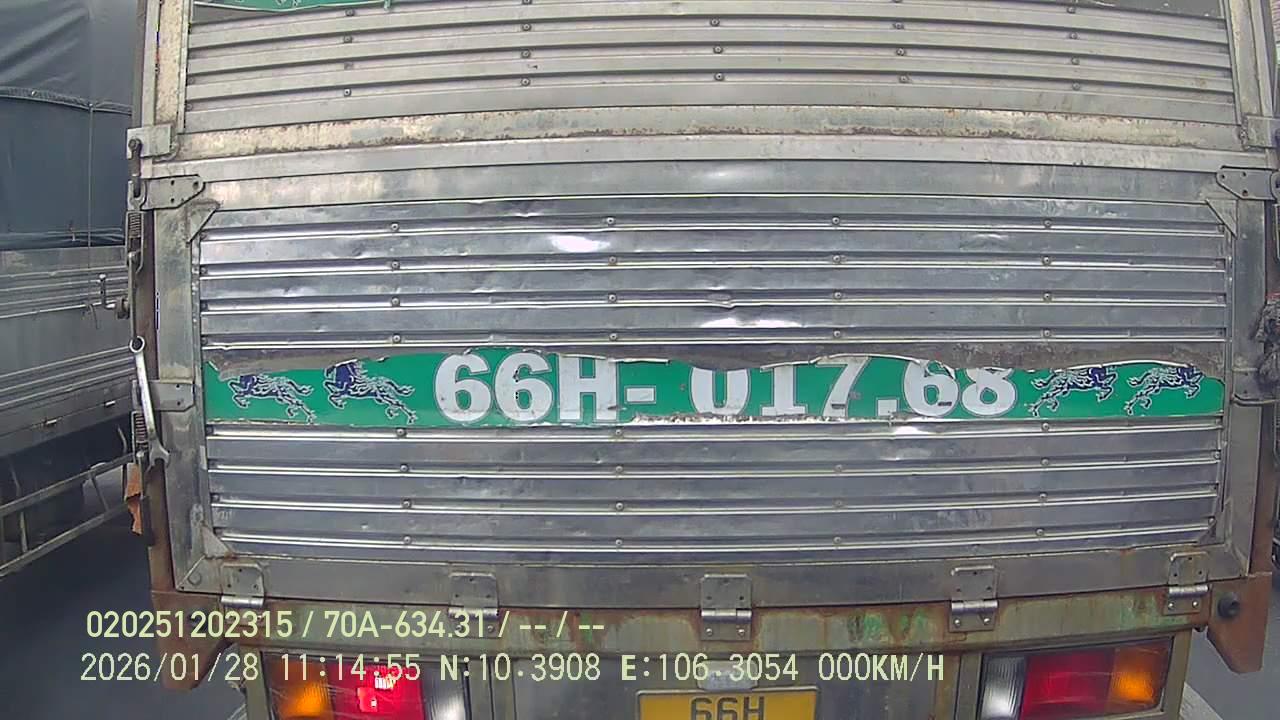 66H- 017.68
020251202315 / 70A-634.31 / -- / --
2026/01/28 11:14:55 N:10.3908 E:106.3054 000KM/H
66H